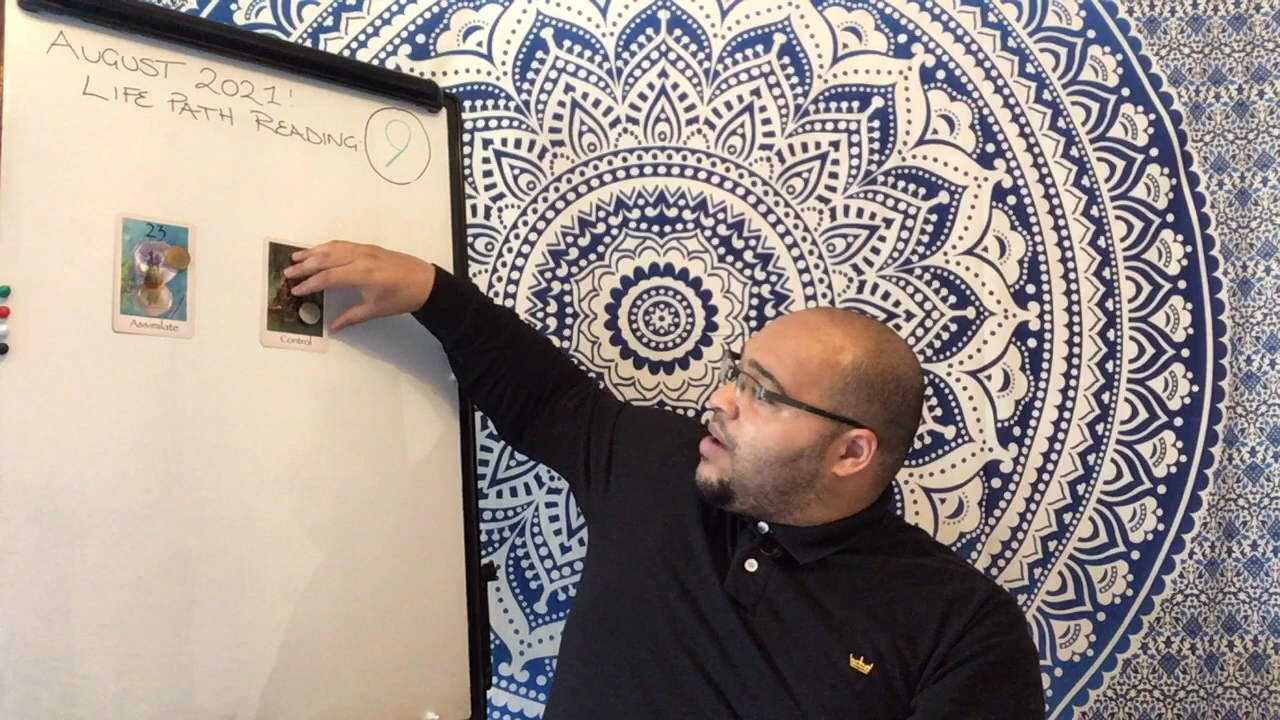 AUGUST 2021:
LIFE PATH READING:
9
23
Assimilate
Control